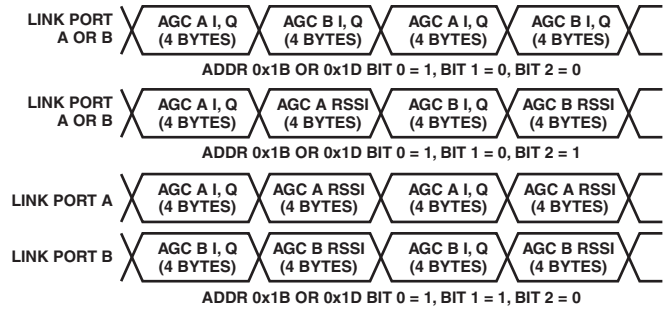 LINK PORT
A OR B
AGC A I, Q
(4 BYTES)
AGC B I, Q
(4 BYTES)
AGC A I, Q
(4 BYTES)
AGC B I, Q
(4 BYTES)
ADDR 0x1B OR 0x1D BIT 0 = 1, BIT 1 = 0, BIT 2 = 0
LINK PORT
A OR B
AGC A I, Q
(4 BYTES)
AGC A RSSI
(4 BYTES)
AGC B I, Q
(4 BYTES)
AGC B RSSI
(4 BYTES)
ADDR 0x1B OR 0x1D BIT 0 = 1, BIT 1 = 0, BIT 2 = 1
LINK PORT A
AGC A I, Q
(4 BYTES)
AGC A RSSI
(4 BYTES)
AGC A I, Q
(4 BYTES)
AGC A RSSI
(4 BYTES)
LINK PORT B
AGC B I, Q
(4 BYTES)
AGC B RSSI
(4 BYTES)
AGC B I, Q
(4 BYTES)
AGC B RSSI
(4 BYTES)
ADDR 0x1B OR 0x1D BIT 0 = 1, BIT 1 = 1, BIT 2 = 0